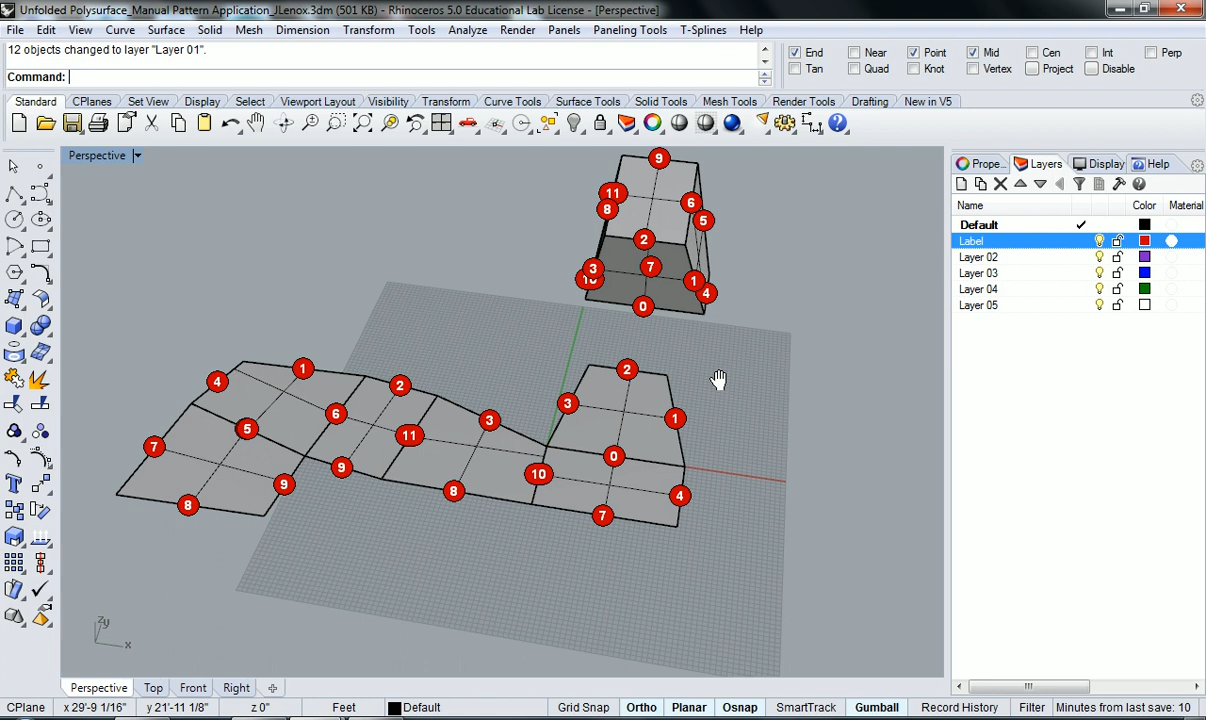 Unfolded Polysurface_Manual Pattern Application_JLenox.3dm (501 KB) - Rhinoceros 5.0 Educational Lab License - [Perspective]
File Edit View Curve Surface Solid Mesh Dimension Transform Tools Analyze Render Panels Paneling Tools T-Splines Help
12 objects changed to layer "Layer 01".
Command:
End Near Point Mid Cen Int Perp
Tan Quad Knot Vertex Project Disable
Standard CPlanes Set View Display Select Viewport Layout Visibility Transform Curve Tools Surface Tools Solid Tools Mesh Tools Render Tools Drafting New in V5
Perspective
Prope... Layers Display Help
Name Color Material
Default
Label
Layer 02
Layer 03
Layer 04
Layer 05
9
11
8
6
5
2
3
7
10
1
4
0
4
1
2
3
6
11
5
7
9
8
9
8
2
3
1
0
10
4
7
zy
x
Perspective Top Front Right
CPlane x 29'-9 1/16" y 21'-11 1/8" z 0" Feet Default Grid Snap Ortho Planar Osnap SmartTrack Gumball Record History Filter Minutes from last save: 10